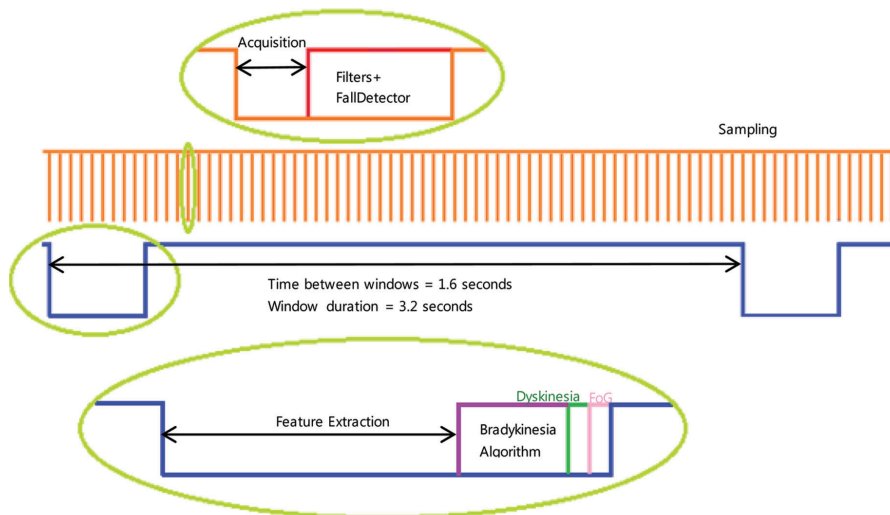 Acquisition
Filters+
FallDetector
Sampling
Time between windows = 1.6 seconds
Window duration = 3.2 seconds
Dyskinesia FoG
Feature Extraction
Bradykinesia
Algorithm